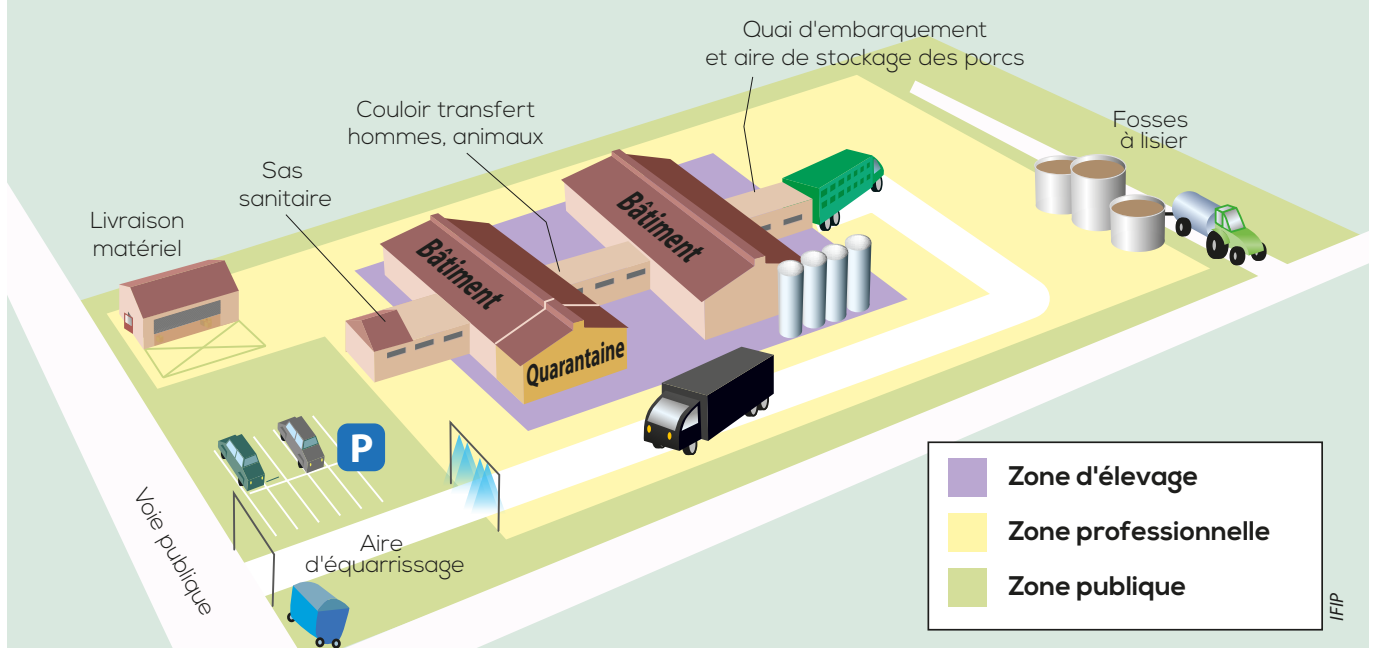 Quai d'embarquement
et aire de stockage des porcs
Couloir transfert
hommes, animaux
Fosses
à lisier
Sas
sanitaire
Livraison
matériel
Bâtiment
Bâtiment
Quarantaine
P
Voie publique
Aire
d'équarrissage
Zone d'élevage
Zone professionnelle
Zone publique
IFIP